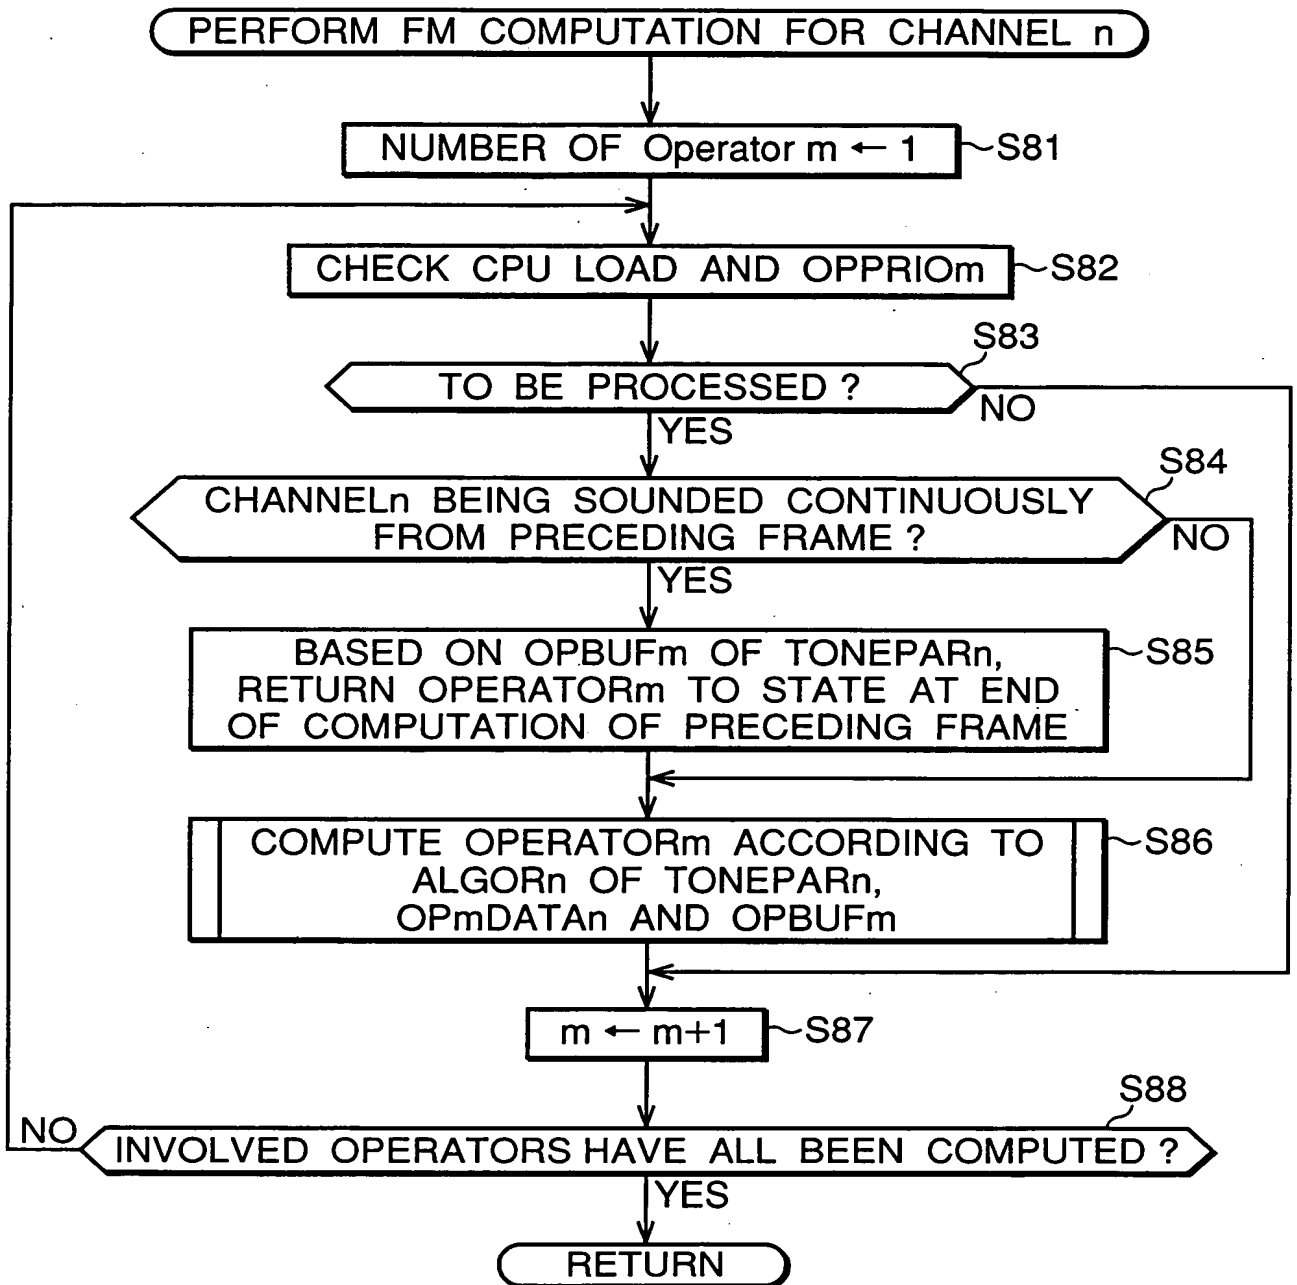 PERFORM FM COMPUTATION FOR CHANNEL n
NUMBER OF Operator m ← 1
S81
CHECK CPU LOAD AND OPPRIOm
S82
S83
TO BE PROCESSED ?
NO
YES
S84
CHANNELn BEING SOUNDED CONTINUOUSLY
FROM PRECEDING FRAME ?
NO
YES
BASED ON OPBUFm OF TONEPARn,
RETURN OPERATORm TO STATE AT END
OF COMPUTATION OF PRECEDING FRAME
S85
COMPUTE OPERATORm ACCORDING TO
ALGORn OF TONEPARn,
OPmDATAn AND OPBUFm
S86
m ← m+1
S87
S88
NO
INVOLVED OPERATORS HAVE ALL BEEN COMPUTED ?
YES
RETURN